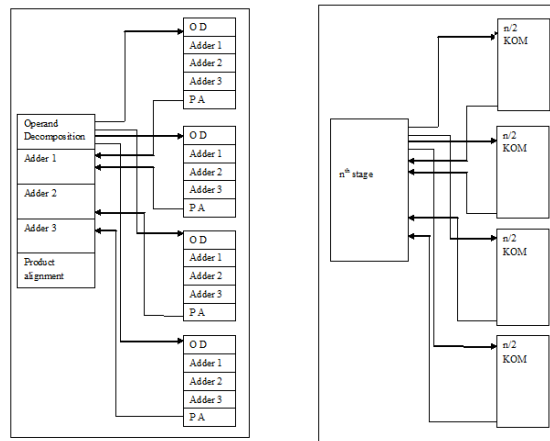 O D
Adder 1
Adder 2
Adder 3
P A
O D
Adder 1
Adder 2
Adder 3
P A
O D
Adder 1
Adder 2
Adder 3
P A
O D
Adder 1
Adder 2
Adder 3
P A
Operand
Decomposition
Adder 1
Adder 2
Adder 3
Product
alignment
n/2
KOM
n/2
KOM
n/2
KOM
n/2
KOM
nth stage